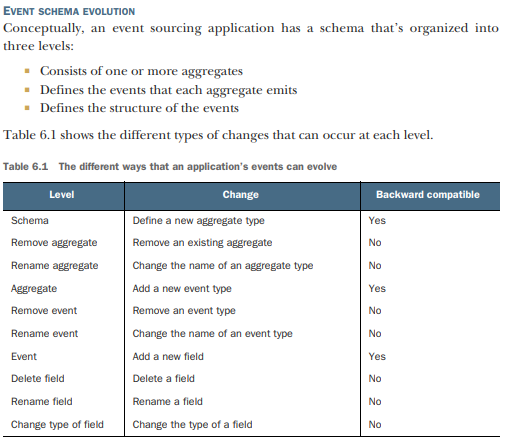 EVENT SCHEMA EVOLUTION
Conceptually, an event sourcing application has a schema that's organized into
three levels:
■ Consists of one or more aggregates
■ Defines the events that each aggregate emits
■ Defines the structure of the events
Table 6.1 shows the different types of changes that can occur at each level.
Table 6.1 The different ways that an application's events can evolve
Level Change Backward compatible
Schema Define a new aggregate type Yes
Remove aggregate Remove an existing aggregate No
Rename aggregate Change the name of an aggregate type No
Aggregate Add a new event type Yes
Remove event Remove an event type No
Rename event Change the name of an event type No
Event Add a new field Yes
Delete field Delete a field No
Rename field Rename a field No
Change type of field Change the type of a field No